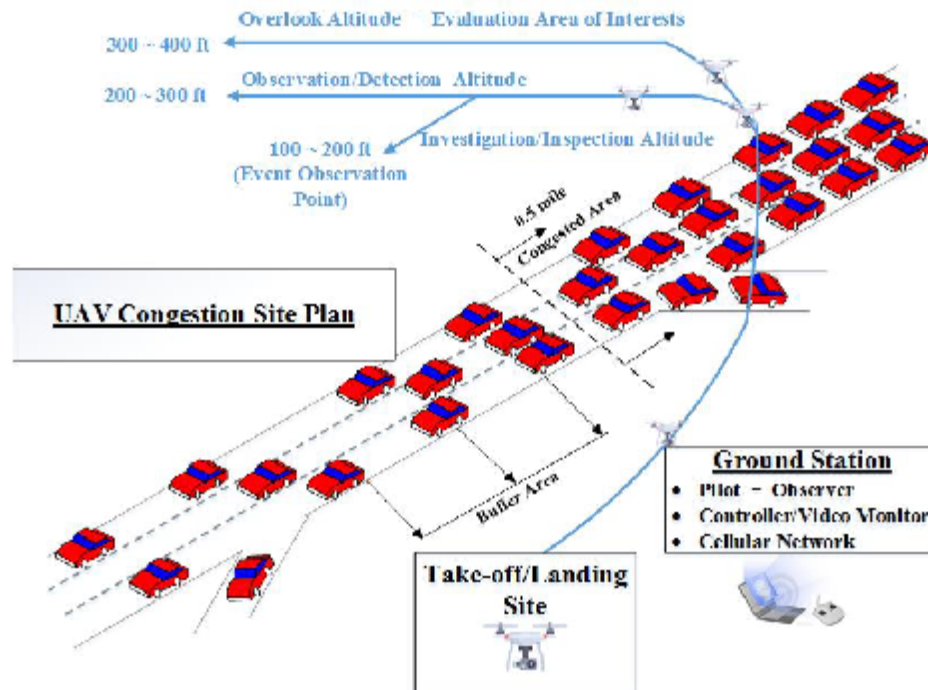 Overlook Altitude – Evaluation Area of Interests
300 ~ 400 ft
Observation/Detection Altitude
200 ~ 300 ft
Investigation/Inspection Altitude
100 ~ 200 ft
(Event Observation
Point)
0.5 mile
Congested Area
UAV Congestion Site Plan
Buffer Area
Ground Station
• Pilot – Observer
• Controller/Video Monitor
• Cellular Network
Take-off/Landing
Site